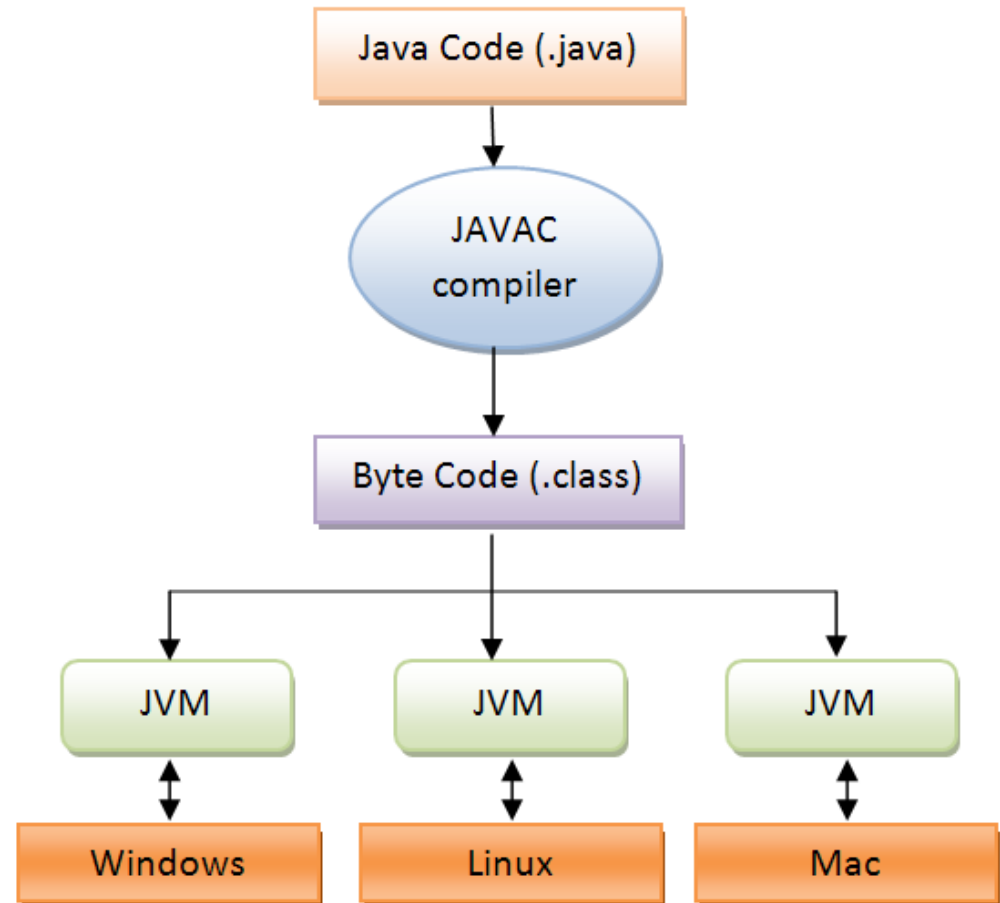 Java Code (.java)
JAVAC
compiler
Byte Code (.class)
JVM
JVM
JVM
Windows
Linux
Mac